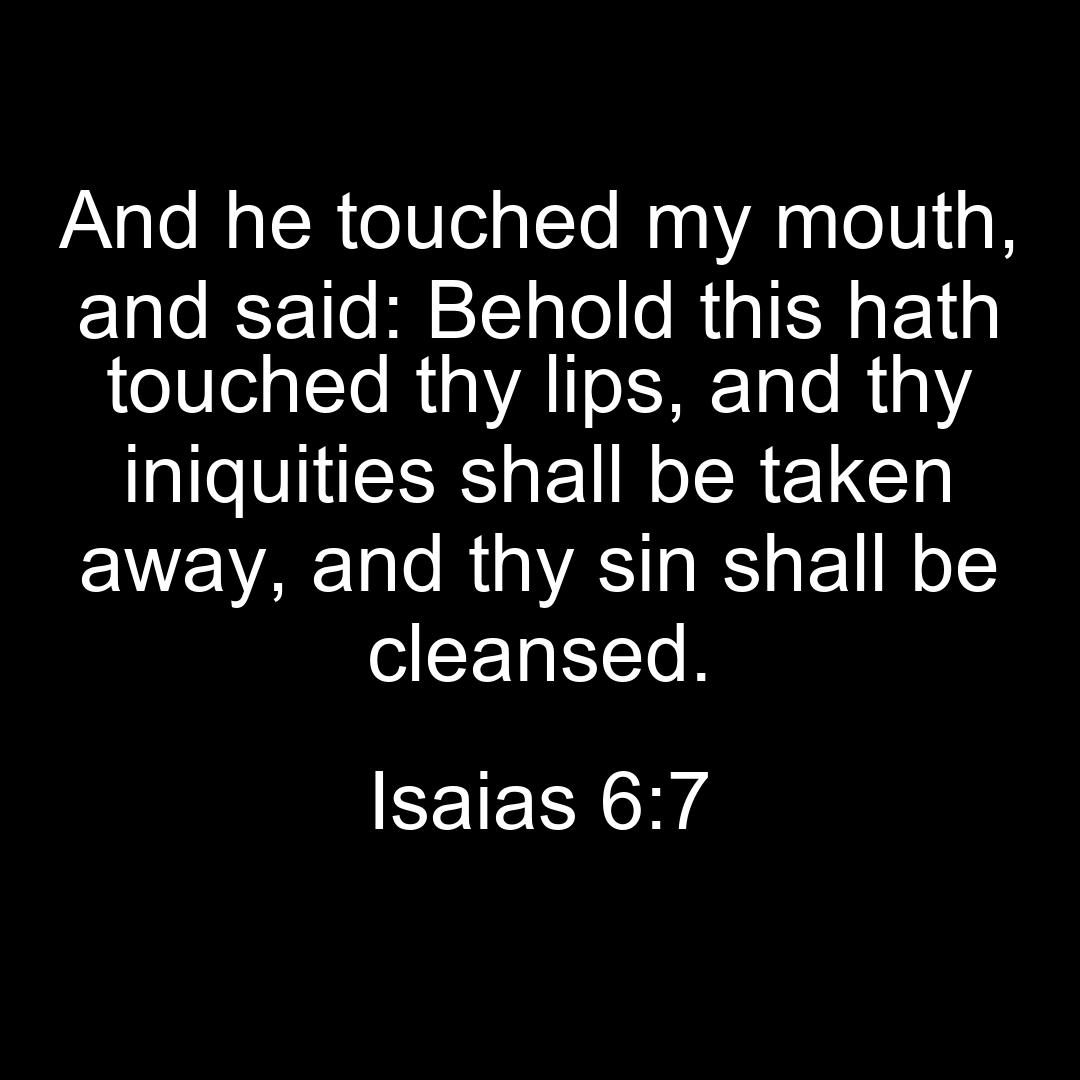 And he touched my mouth,
and said: Behold this hath
touched thy lips, and thy
iniquities shall be taken
away, and thy sin shall be
cleansed.
Isaias 6:7